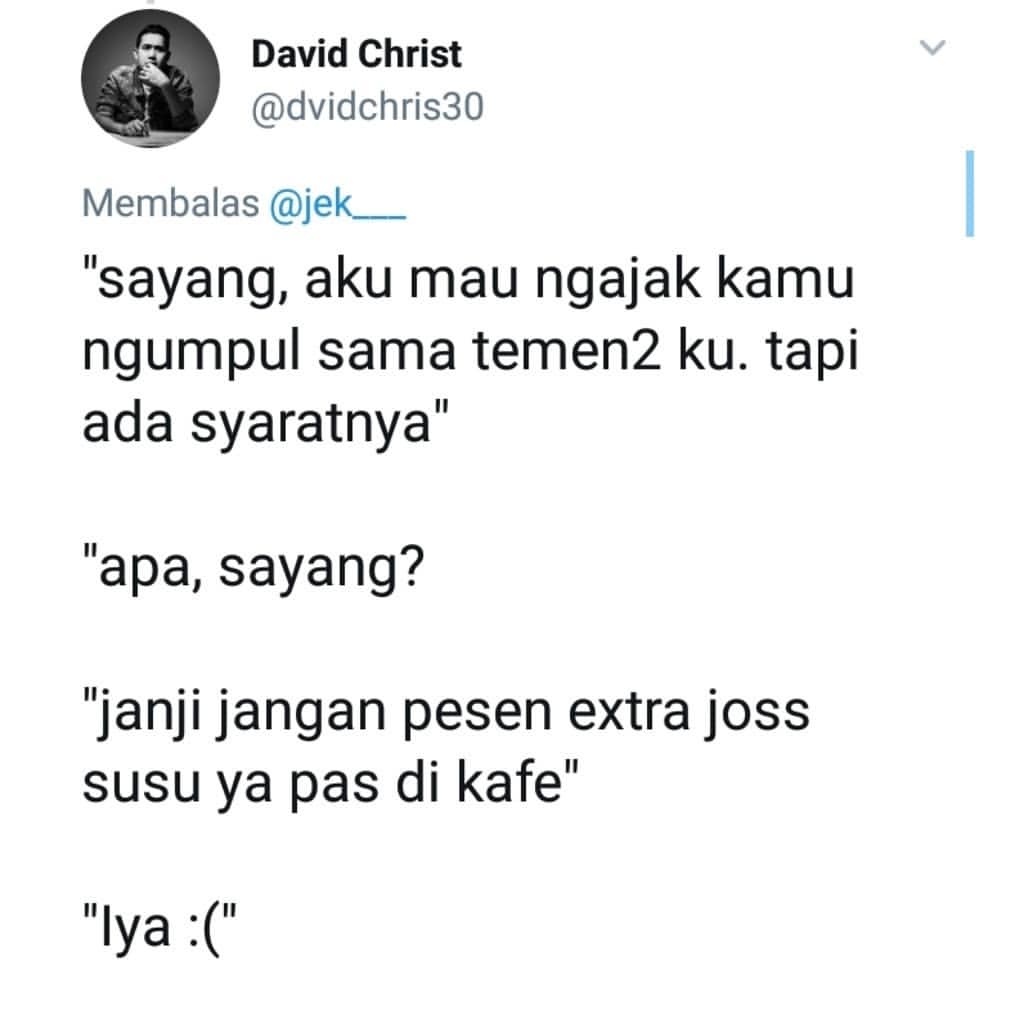 David Christ
@dvidchris30
Membalas @jek___
"sayang, aku mau ngajak kamu
ngumpul sama temen2 ku. tapi
ada syaratnya"
"apa, sayang?
"janji jangan pesen extra joss
susu ya pas di kafe"
"Iya :("